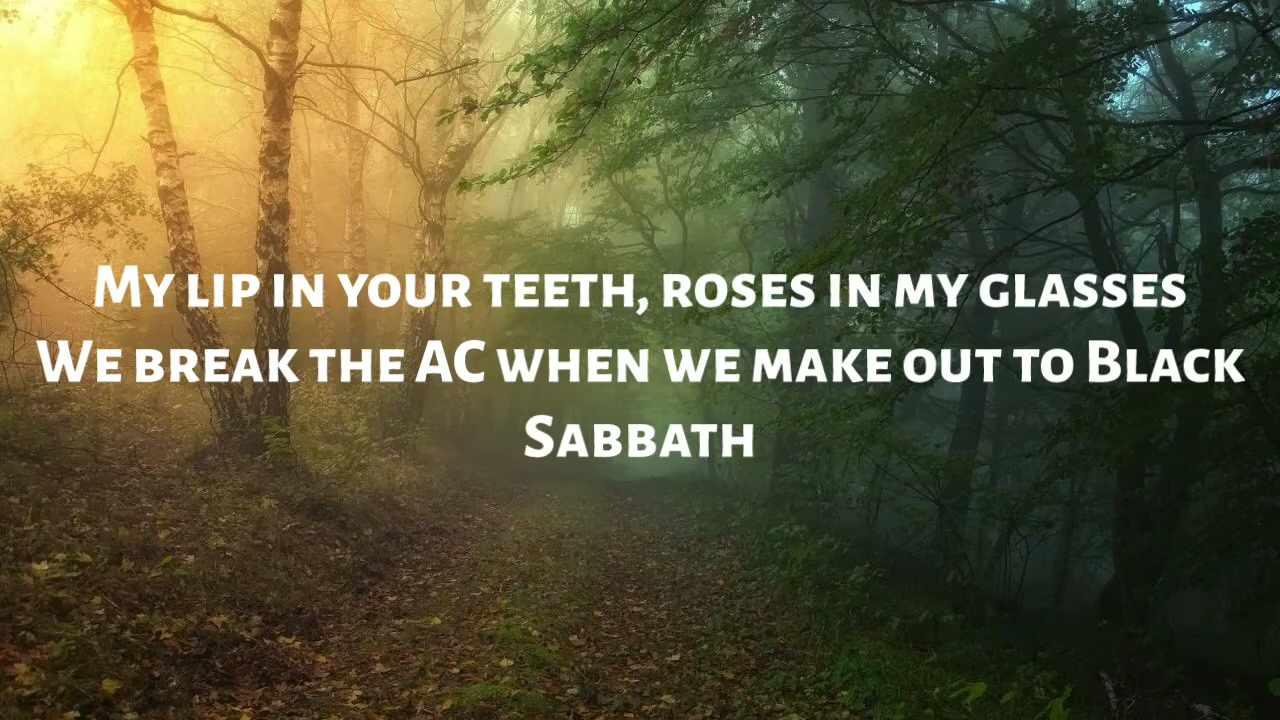 My lip in your teeth, roses in my glasses
We break the AC when we make out to Black
Sabbath